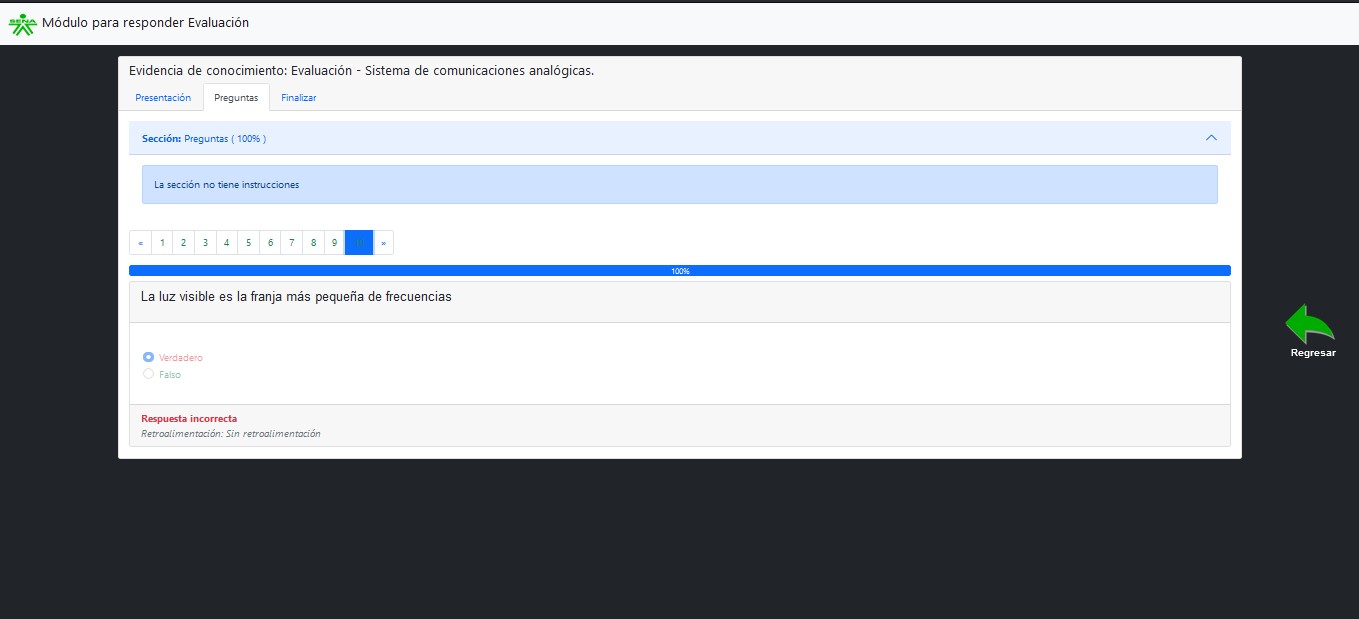 SENA Módulo para responder Evaluación
Evidencia de conocimiento: Evaluación - Sistema de comunicaciones analógicas.
Presentación Preguntas Finalizar
Sección: Preguntas ( 100% )
La sección no tiene instrucciones
« 1 2 3 4 5 6 7 8 9 10 »
100%
La luz visible es la franja más pequeña de frecuencias
Verdadero
Falso
Regresar
Respuesta incorrecta
Retroalimentación: Sin retroalimentación